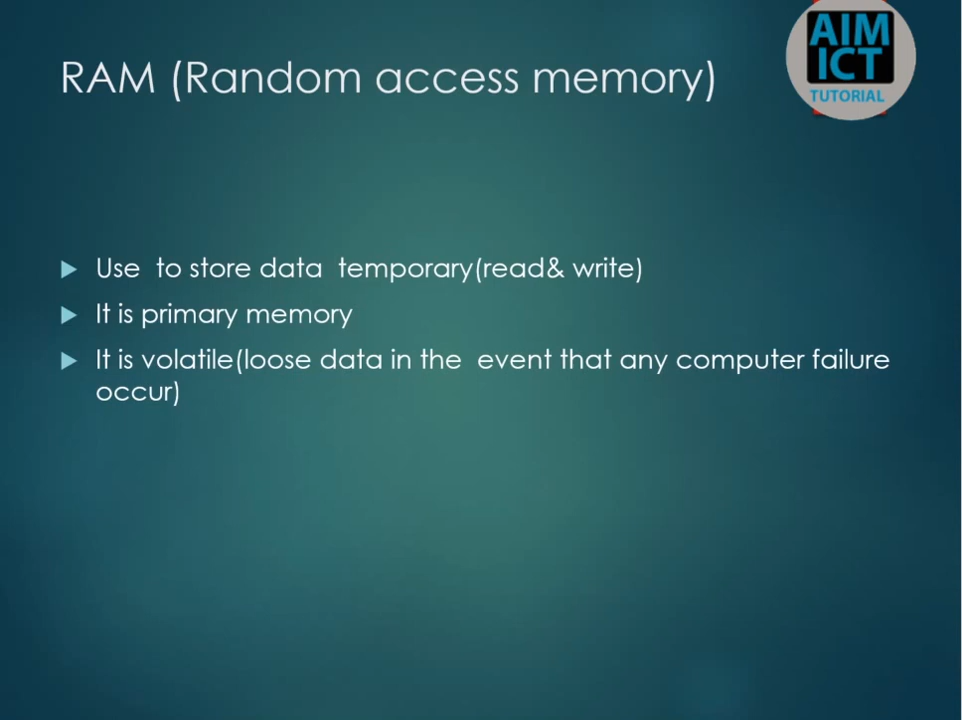 AIM
ICT
TUTORIAL
RAM (Random access memory)
Use to store data temporary(read& write)
It is primary memory
It is volatile(loose data in the event that any computer failure
occur)